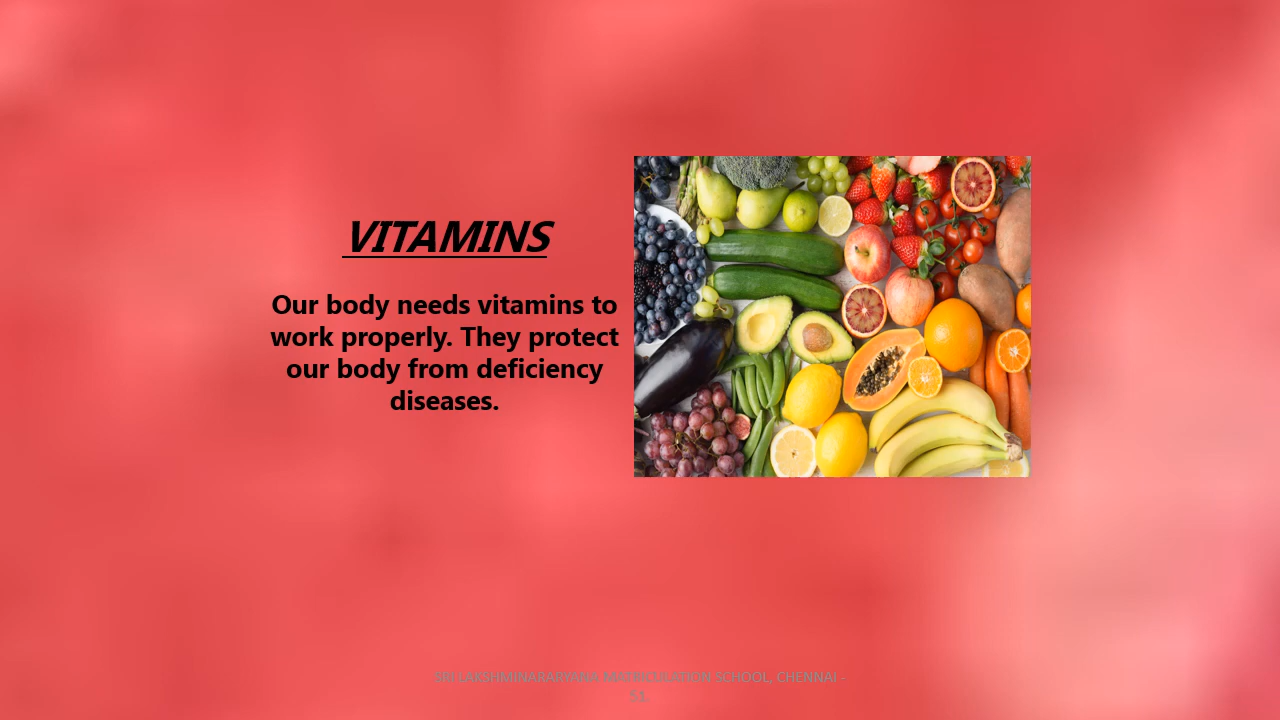 VITAMINS
Our body needs vitamins to
work properly. They protect
our body from deficiency
diseases.
SRI LAKSHMINARARYANA MATRICULATION SCHOOL, CHENNAI -
51.